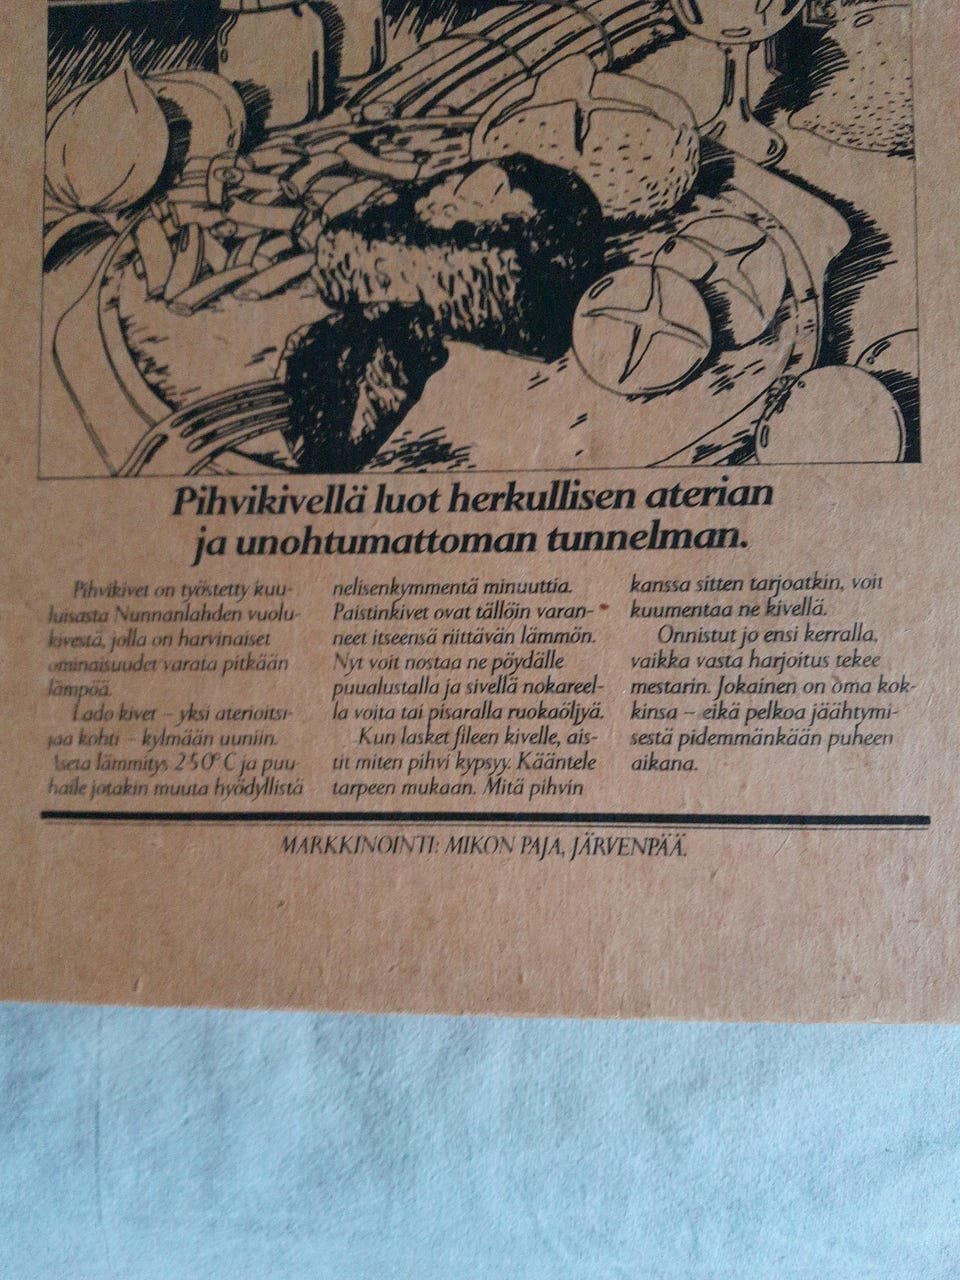 Pihvikivellä luot herkullisen aterian
ja unohtumattoman tunnelman.
Pihvikivet on työstetty kuu-
luisasta Nunnanlahden vuolu-
kivestä, jolla on harvinaiset
ominaisuudet varata pitkään
lämpöä.
Lado kivet – yksi aterioitsi-
jaa kohti – kylmään uuniin.
Aseta lämmitys 250°C ja puu-
haile jotakin muuta hyödyllistä
nelisenkymmentä minuuttia.
Paistinkivet ovat tällöin varan-
neet itseensä riittävän lämmön.
Nyt voit nostaa ne pöydälle
puualustalla ja sivellä nokareel-
la voita tai pisaralla ruokaöljyä.
Kun lasket fileen kivelle, ais-
tit miten pihvi kypsyy. Kääntele
tarpeen mukaan. Mitä pihvin
kanssa sitten tarjoatkin, voit
kuumentaa ne kivellä.
Onnistut jo ensi kerralla,
vaikka vasta harjoitus tekee
mestarin. Jokainen on oma kok-
kinsa – eikä pelkoa jäähtymi-
sestä pidemmänkään puheen
aikana.
MARKKINOINTI: MIKON PAJA, JÄRVENPÄÄ.